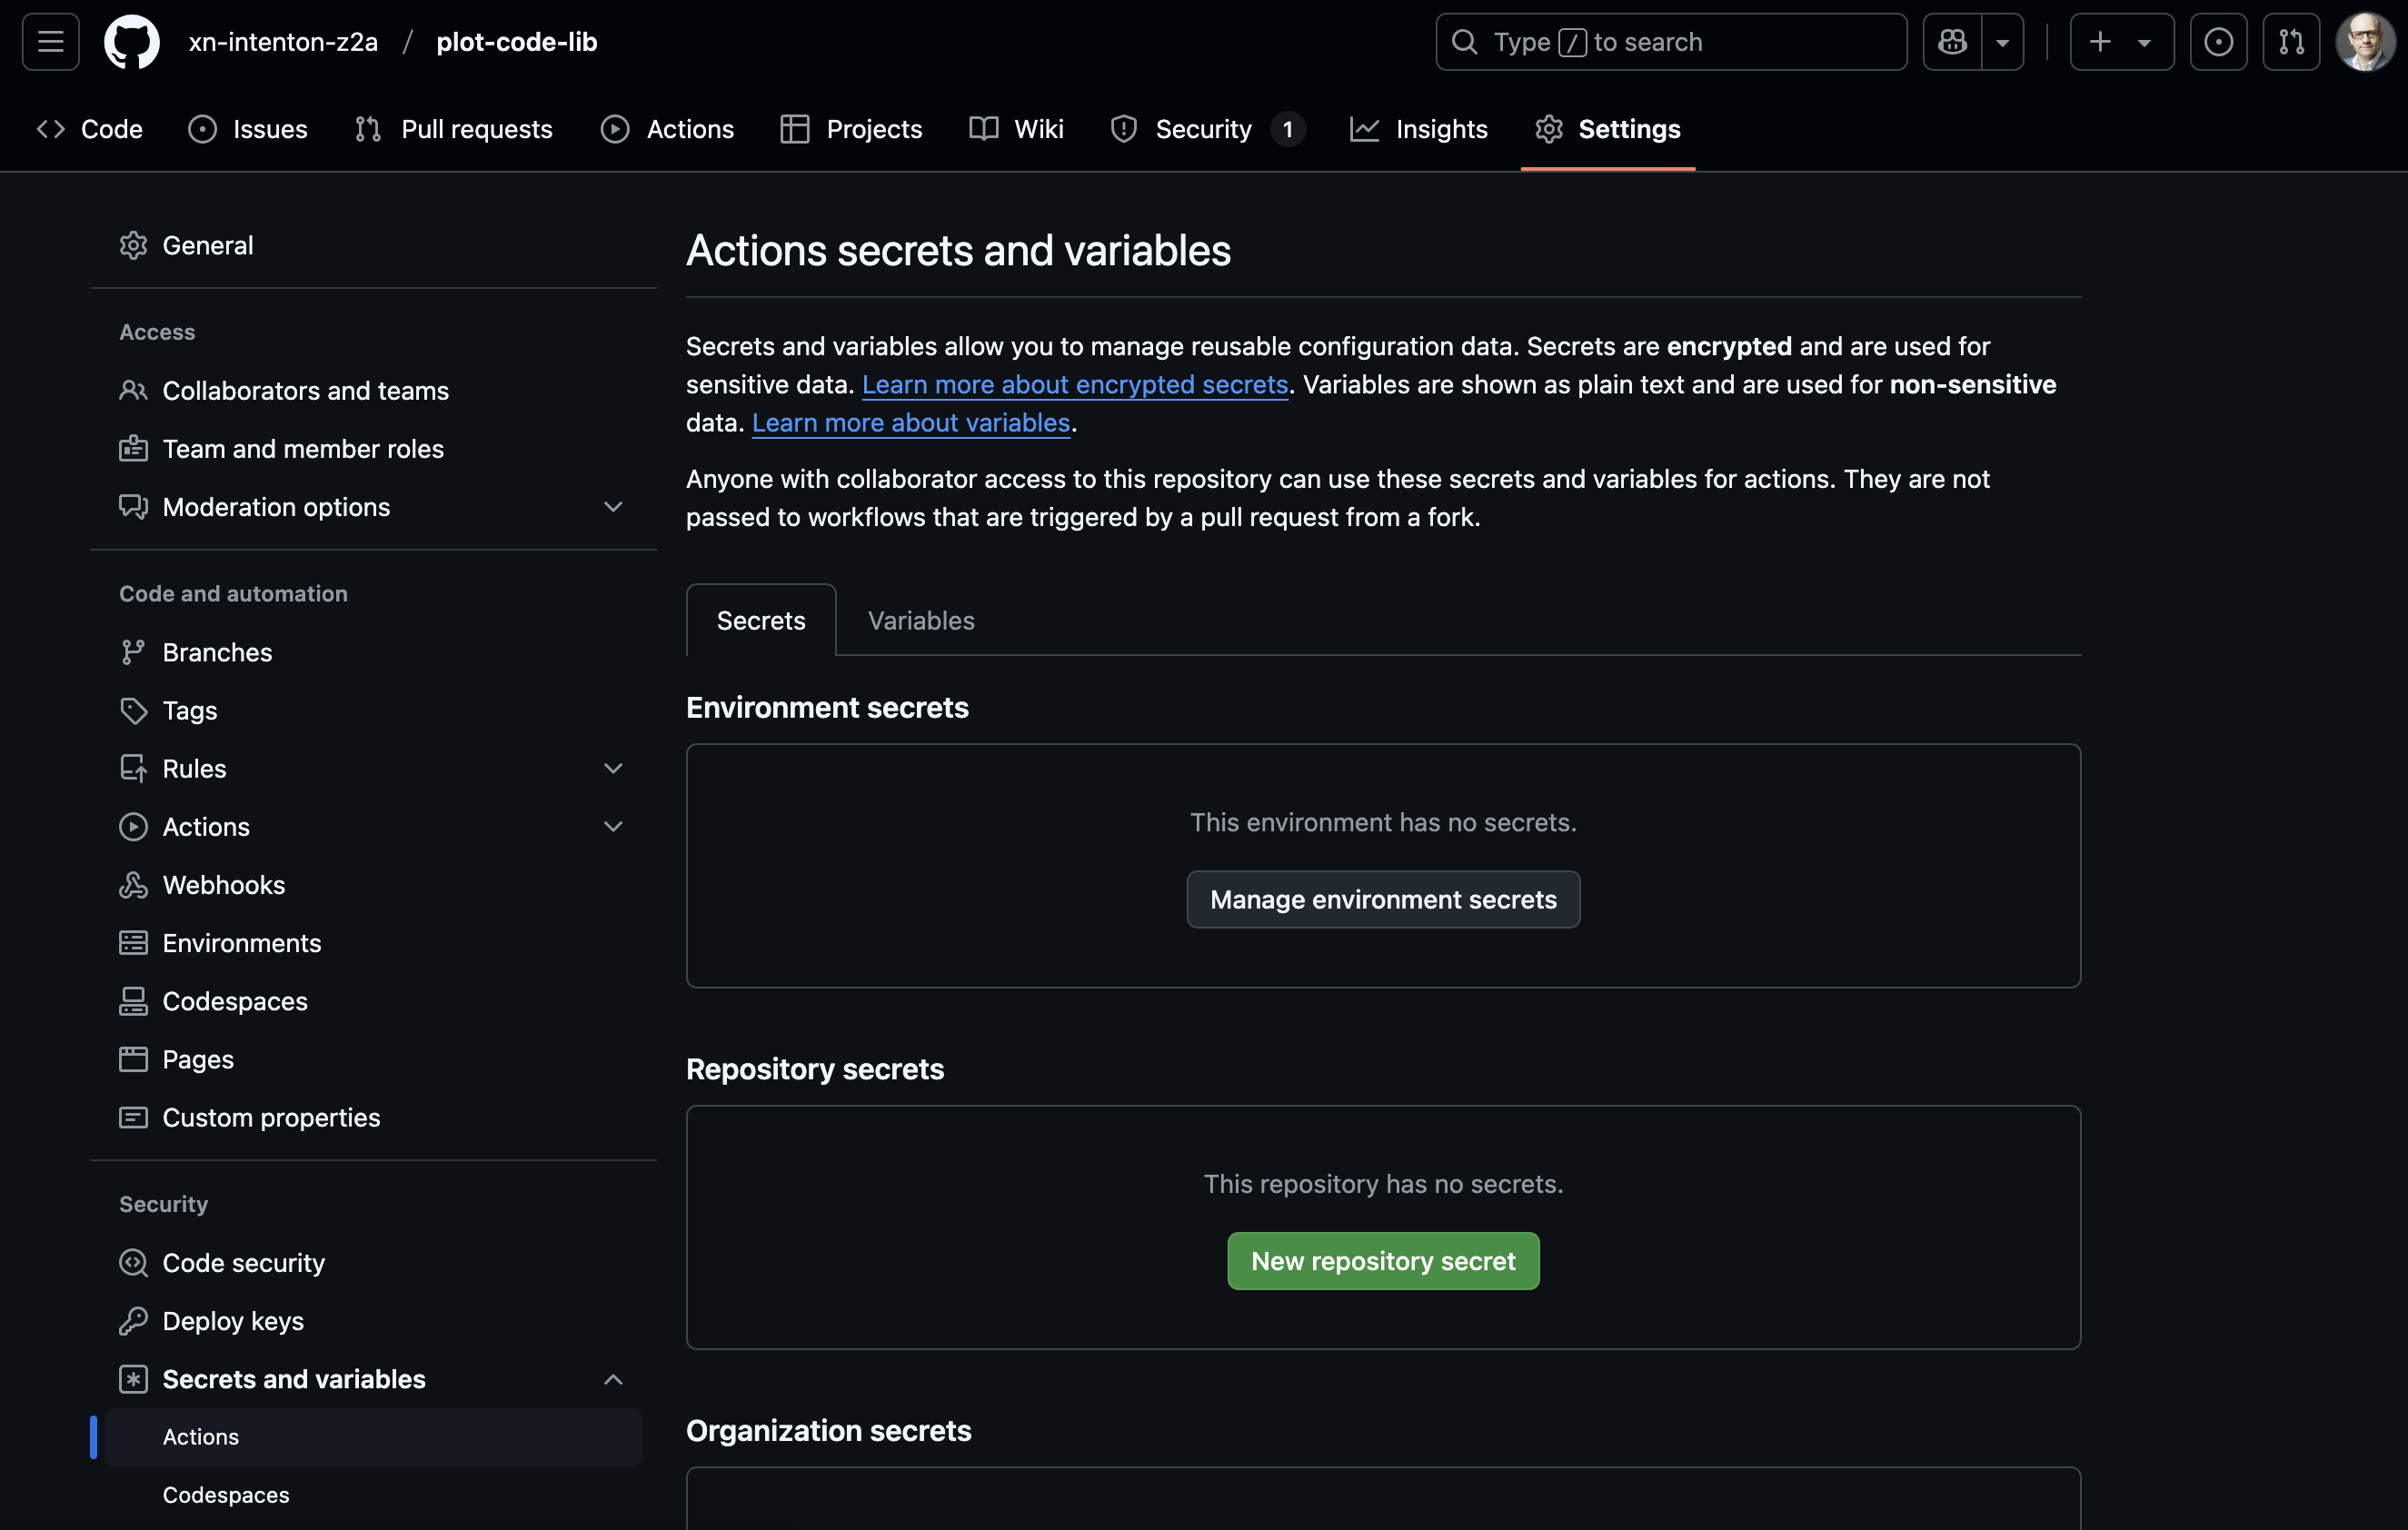 xn-intenton-z2a / plot-code-lib
Type / to search
Code
Issues
Pull requests
Actions
Projects
Wiki
Security 1
Insights
Settings
General
Access
Collaborators and teams
Team and member roles
Moderation options
Code and automation
Branches
Tags
Rules
Actions
Webhooks
Environments
Codespaces
Pages
Custom properties
Security
Code security
Deploy keys
Secrets and variables
Actions
Codespaces
Actions secrets and variables
Secrets and variables allow you to manage reusable configuration data. Secrets are encrypted and are used for
sensitive data. Learn more about encrypted secrets. Variables are shown as plain text and are used for non-sensitive
data. Learn more about variables.
Anyone with collaborator access to this repository can use these secrets and variables for actions. They are not
passed to workflows that are triggered by a pull request from a fork.
Secrets
Variables
Environment secrets
This environment has no secrets.
Manage environment secrets
Repository secrets
This repository has no secrets.
New repository secret
Organization secrets